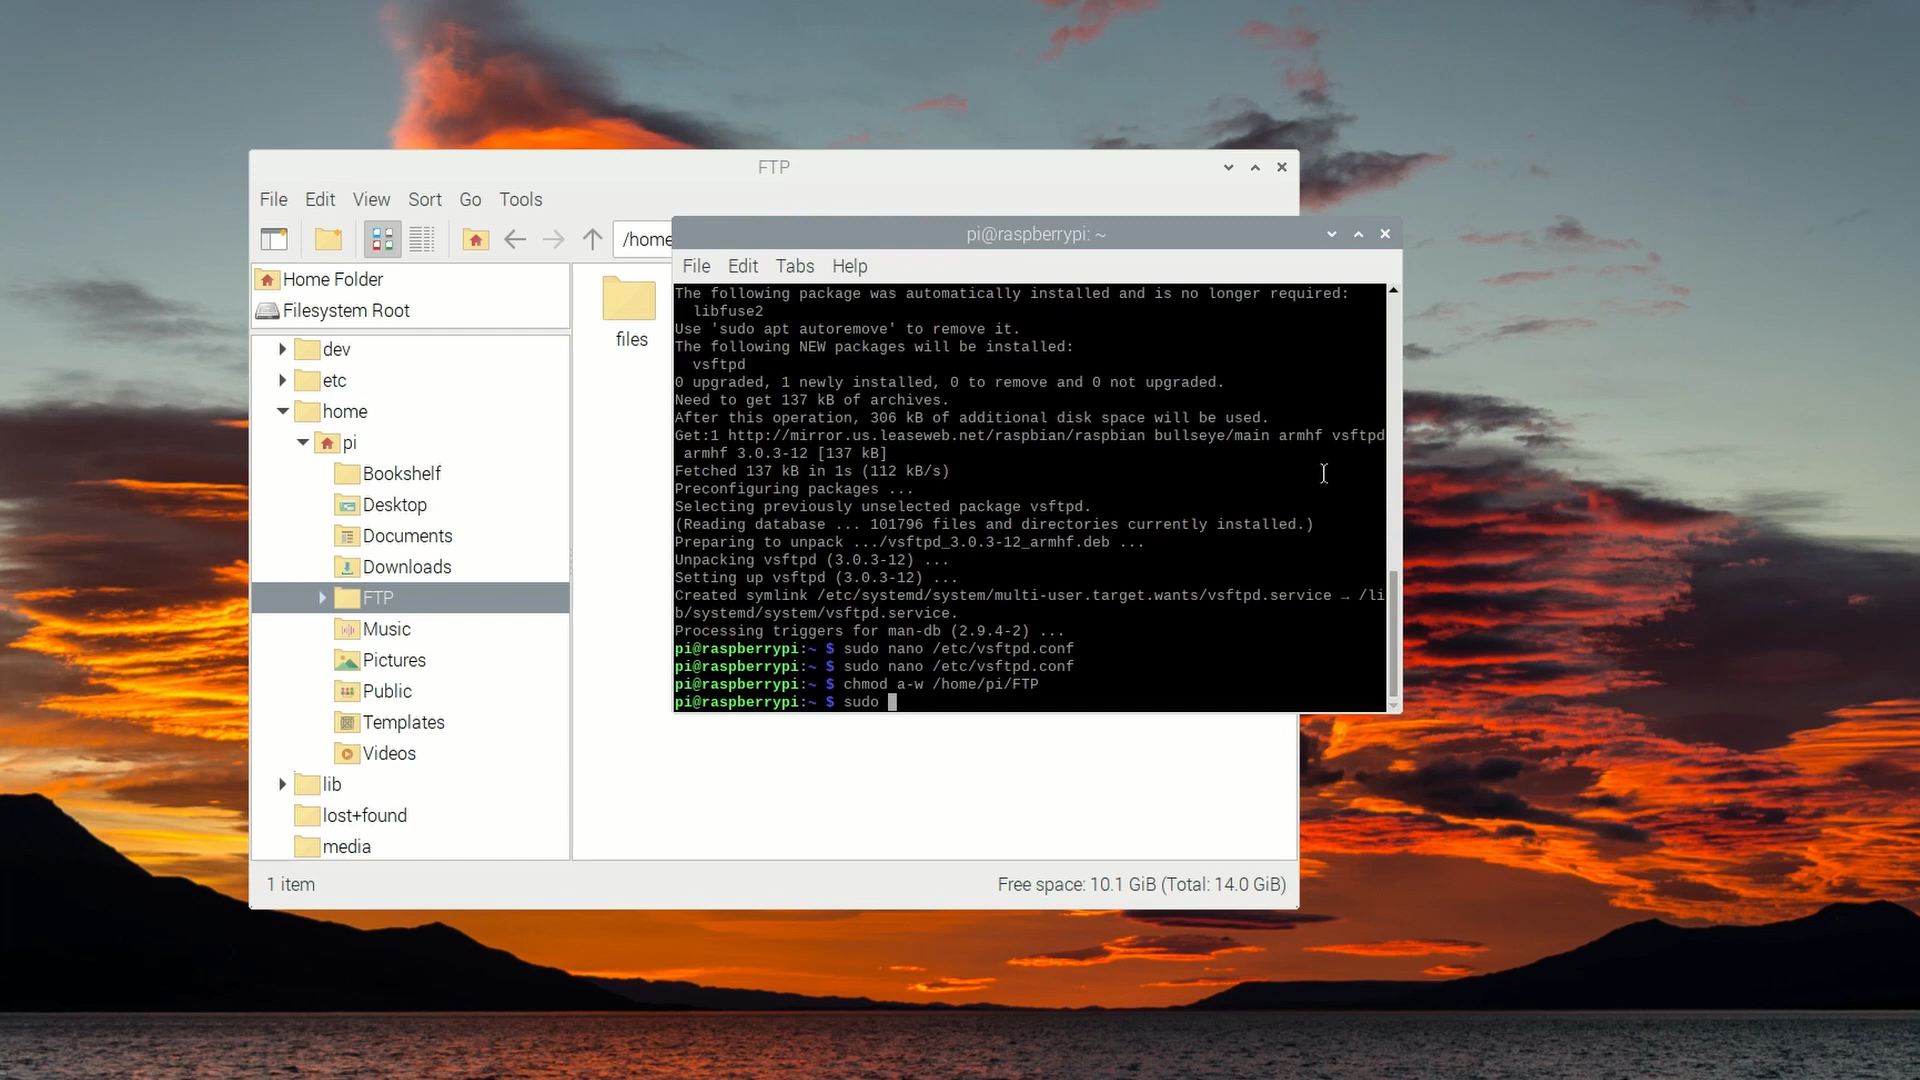 FTP
File Edit View Sort Go Tools
/home
Home Folder
Filesystem Root
dev
etc
home
pi
Bookshelf
Desktop
Documents
Downloads
FTP
Music
Pictures
Public
Templates
Videos
lib
lost+found
media
files
1 item
Free space: 10.1 GiB (Total: 14.0 GiB)
pi@raspberrypi: ~
File Edit Tabs Help
The following package was automatically installed and is no longer required:
libfuse2
Use 'sudo apt autoremove' to remove it.
The following NEW packages will be installed:
vsftpd
0 upgraded, 1 newly installed, 0 to remove and 0 not upgraded.
Need to get 137 kB of archives.
After this operation, 306 kB of additional disk space will be used.
Get:1 http://mirror.us.leaseweb.net/raspbian/raspbian bullseye/main armhf vsftpd
armhf 3.0.3-12 [137 kB]
Fetched 137 kB in 1s (112 kB/s)
Preconfiguring packages ...
Selecting previously unselected package vsftpd.
(Reading database ... 101796 files and directories currently installed.)
Preparing to unpack .../vsftpd_3.0.3-12_armhf.deb ...
Unpacking vsftpd (3.0.3-12) ...
Setting up vsftpd (3.0.3-12) ...
Created symlink /etc/systemd/system/multi-user.target.wants/vsftpd.service → /li
b/systemd/system/vsftpd.service.
Processing triggers for man-db (2.9.4-2) ...
pi@raspberrypi:~ $ sudo nano /etc/vsftpd.conf
pi@raspberrypi:~ $ sudo nano /etc/vsftpd.conf
pi@raspberrypi:~ $ chmod a-w /home/pi/FTP
pi@raspberrypi:~ $ sudo